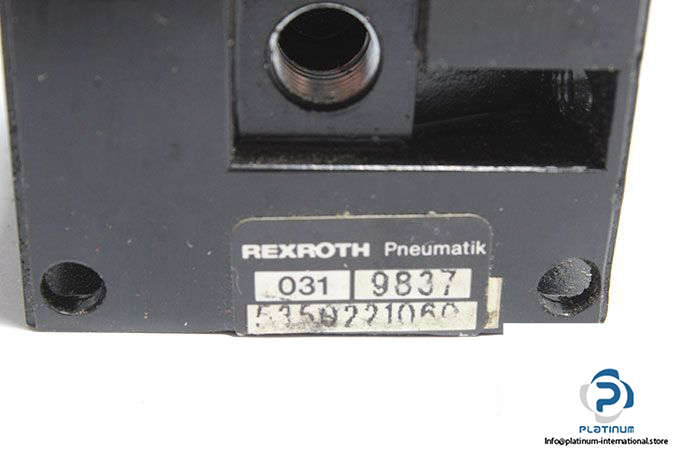 REXROTH Pneumatik
031 9837
5350221060
PLATINUM
Info@platinum-international.store